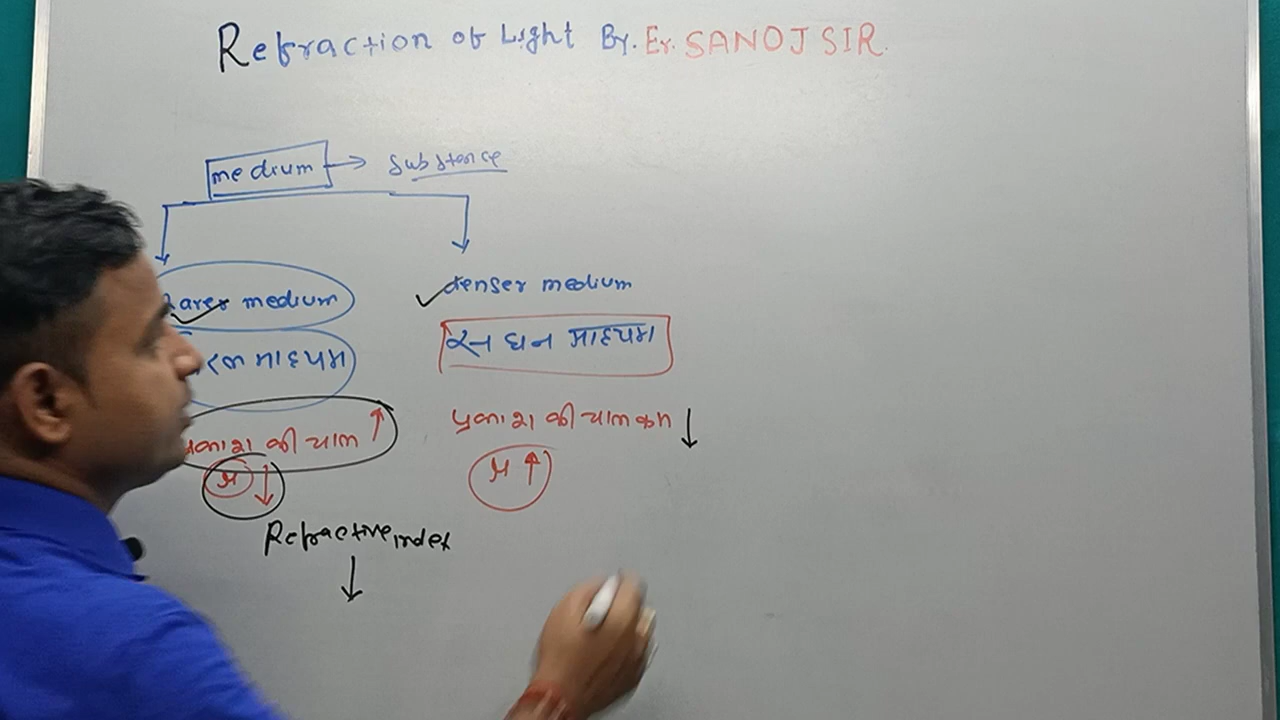 Refraction of Light By. Er. SANOJ SIR.
medium → substence
Rarer medium
denser medium
रल माध्यम
सघन माध्यम
प्रकाश की चाल ↑
प्रकाश की चाल कम ↓
μ ↓
μ ↑
Refractive index
↓